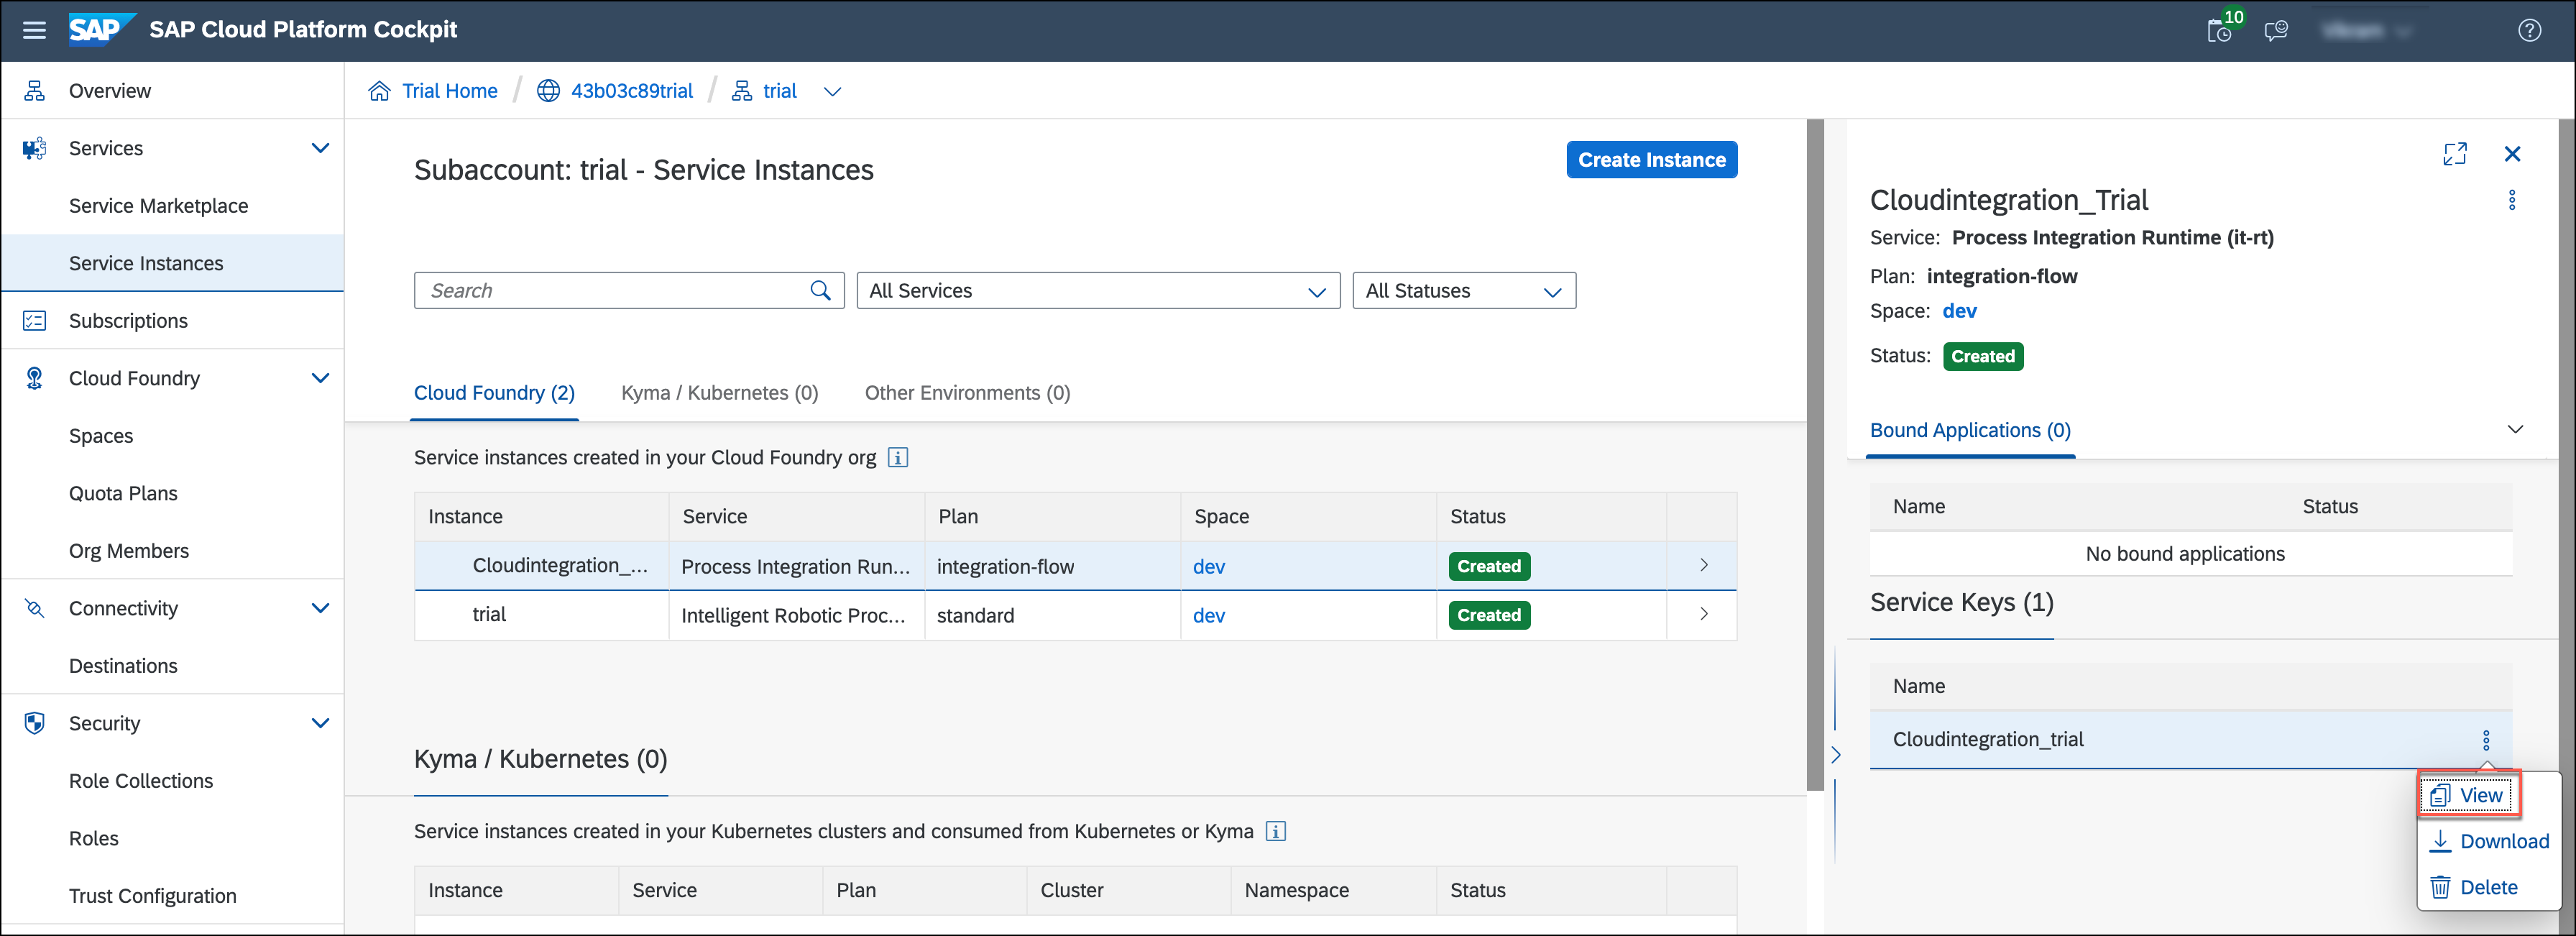 SAP SAP Cloud Platform Cockpit
10
Overview
Services
Service Marketplace
Service Instances
Subscriptions
Cloud Foundry
Spaces
Quota Plans
Org Members
Connectivity
Destinations
Security
Role Collections
Roles
Trust Configuration
Trial Home / 43b03c89trial / trial
Subaccount: trial - Service Instances
Create Instance
Search
All Services
All Statuses
Cloud Foundry (2) Kyma / Kubernetes (0) Other Environments (0)
Service instances created in your Cloud Foundry org
Instance Service Plan Space Status
Cloudintegration_... Process Integration Run... integration-flow dev Created
trial Intelligent Robotic Proc... standard dev Created
Kyma / Kubernetes (0)
Service instances created in your Kubernetes clusters and consumed from Kubernetes or Kyma
Instance Service Plan Cluster Namespace Status
Cloudintegration_Trial
Service: Process Integration Runtime (it-rt)
Plan: integration-flow
Space: dev
Status: Created
Bound Applications (0)
Name Status
No bound applications
Service Keys (1)
Name
Cloudintegration_trial
View
Download
Delete